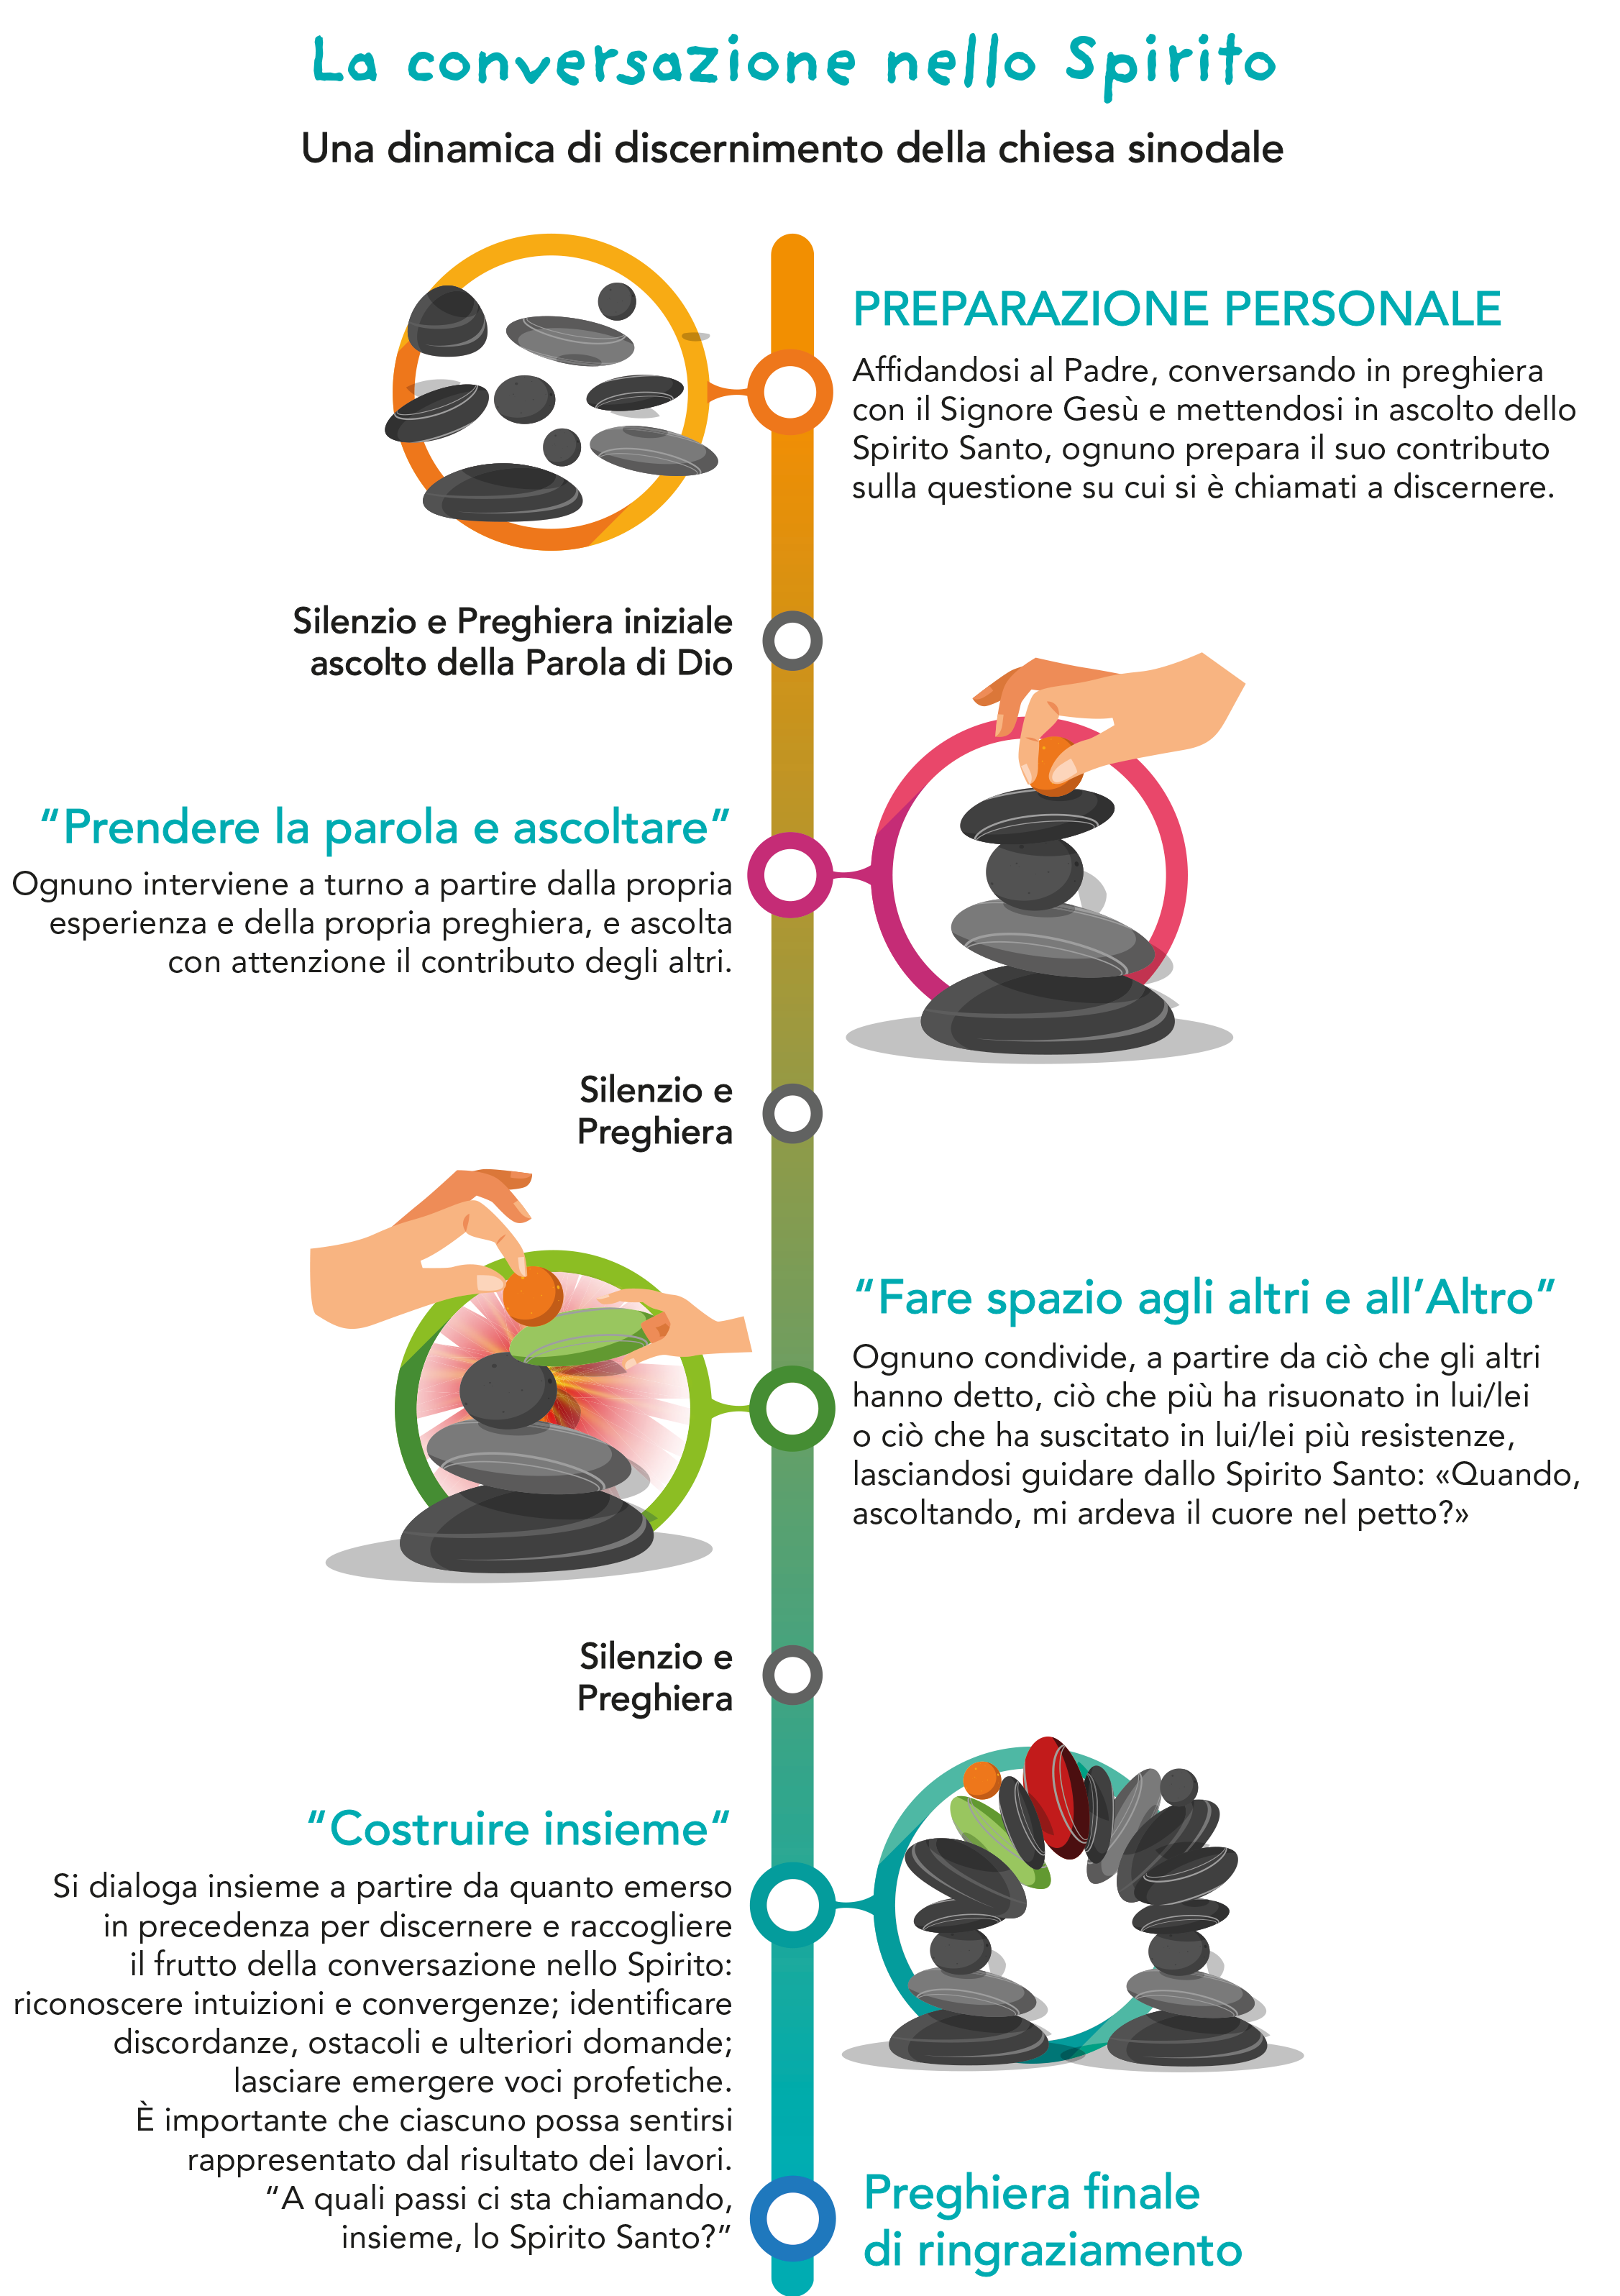 La conversazione nello Spirito
Una dinamica di discernimento della chiesa sinodale
PREPARAZIONE PERSONALE
Affidandosi al Padre, conversando in preghiera
con il Signore Gesù e mettendosi in ascolto dello
Spirito Santo, ognuno prepara il suo contributo
sulla questione su cui si è chiamati a discernere.
Silenzio e Preghiera iniziale
ascolto della Parola di Dio
“Prendere la parola e ascoltare”
Ognuno interviene a turno a partire dalla propria
esperienza e della propria preghiera, e ascolta
con attenzione il contributo degli altri.
Silenzio e
Preghiera
“Fare spazio agli altri e all’Altro”
Ognuno condivide, a partire da ciò che gli altri
hanno detto, ciò che più ha risuonato in lui/lei
o ciò che ha suscitato in lui/lei più resistenze,
lasciandosi guidare dallo Spirito Santo: «Quando,
ascoltando, mi ardeva il cuore nel petto?»
Silenzio e
Preghiera
“Costruire insieme“
Si dialoga insieme a partire da quanto emerso
in precedenza per discernere e raccogliere
il frutto della conversazione nello Spirito:
riconoscere intuizioni e convergenze; identificare
discordanze, ostacoli e ulteriori domande;
lasciare emergere voci profetiche.
È importante che ciascuno possa sentirsi
rappresentato dal risultato dei lavori.
“A quali passi ci sta chiamando,
insieme, lo Spirito Santo?”
Preghiera finale
di ringraziamento